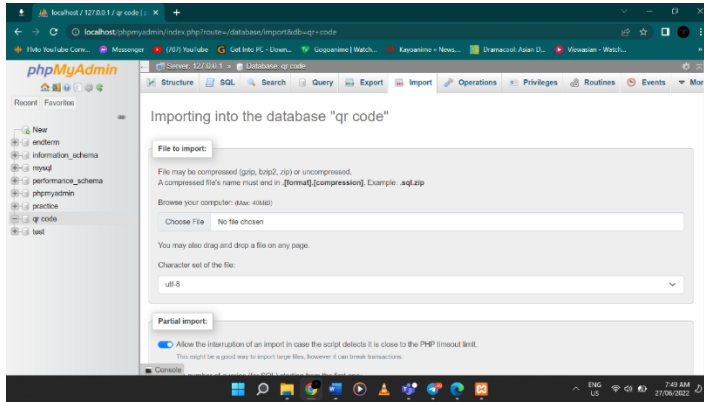 localhost / 127.0.0.1 / qr code |
localhost/phpmyadmin/index.php?route=/database/import&db=qr+code
YouTube Conv...
Messenger
(707) YouTube
Get Into PC - Down...
Gogoanime | Watch...
Kayoanime • News,...
Dramacool: Asian D...
Viewasian - Watch...
phpMyAdmin
Server: 127.0.0.1 » Database: qr code
Structure
SQL
Search
Query
Export
Import
Operations
Privileges
Routines
Events
Mor
Recent Favorites
New
endterm
information_schema
mysql
performance_schema
phpmyadmin
practice
qr code
test
Importing into the database "qr code"
File to import:
File may be compressed (gzip, bzip2, zip) or uncompressed.
A compressed file's name must end in .[format].[compression]. Example: .sql.zip
Browse your computer: (Max: 40MiB)
Choose File No file chosen
You may also drag and drop a file on any page.
Character set of the file:
utf-8
Partial import:
Allow the interruption of an import in case the script detects it is close to the PHP timeout limit.
This might be a good way to import large files, however it can break transactions.
Console
ENG
US
7:49 AM
27/06/2022